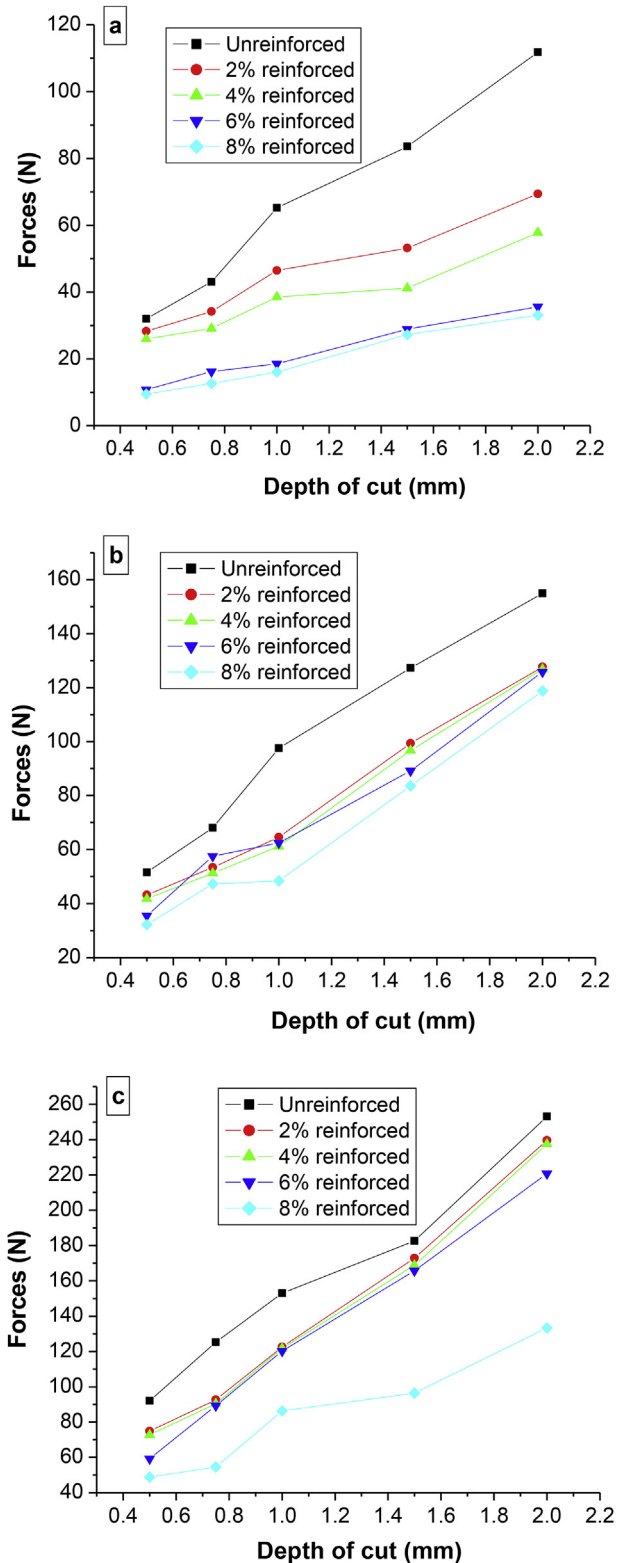 a
120
100
80
60
40
20
0
Forces (N)
Unreinforced
2% reinforced
4% reinforced
6% reinforced
8% reinforced
0.4 0.6 0.8 1.0 1.2 1.4 1.6 1.8 2.0 2.2
Depth of cut (mm)
b
160
140
120
100
80
60
40
20
Forces (N)
Unreinforced
2% reinforced
4% reinforced
6% reinforced
8% reinforced
0.4 0.6 0.8 1.0 1.2 1.4 1.6 1.8 2.0 2.2
Depth of cut (mm)
c
260
240
220
200
180
160
140
120
100
80
60
40
Forces (N)
Unreinforced
2% reinforced
4% reinforced
6% reinforced
8% reinforced
0.4 0.6 0.8 1.0 1.2 1.4 1.6 1.8 2.0 2.2
Depth of cut (mm)